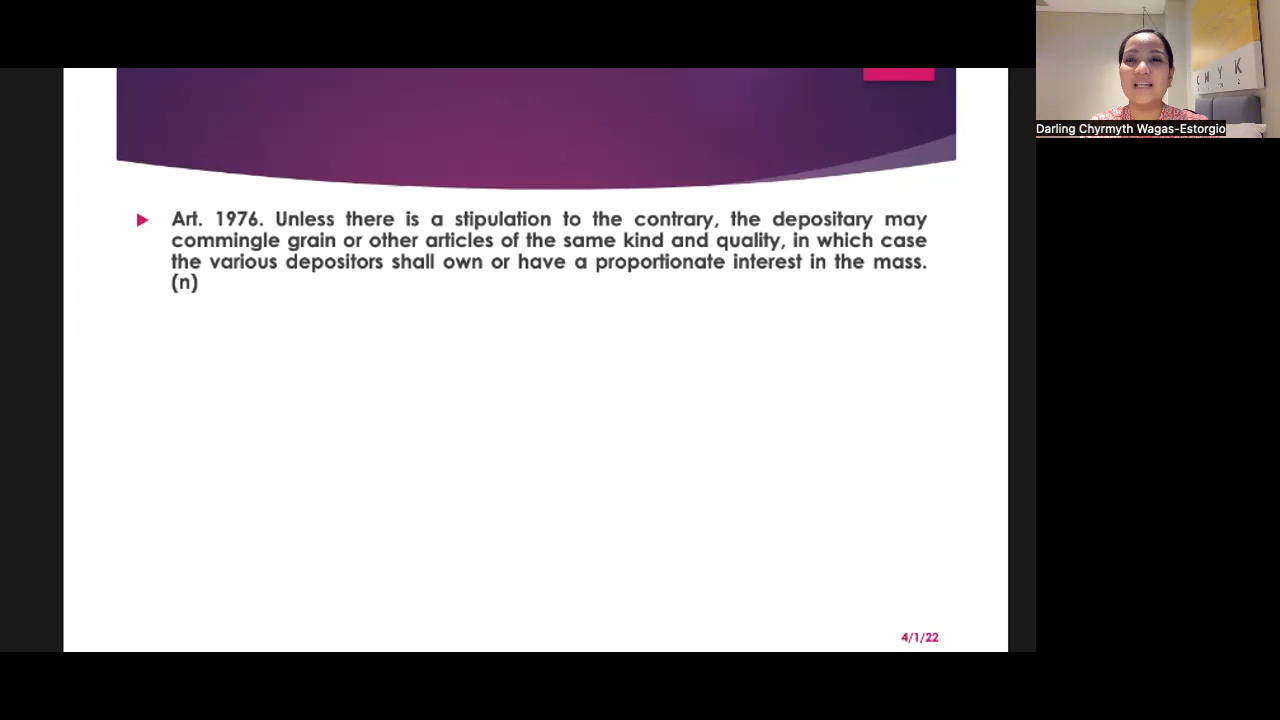 Art. 1976. Unless there is a stipulation to the contrary, the depositary may
commingle grain or other articles of the same kind and quality, in which case
the various depositors shall own or have a proportionate interest in the mass.
(n)
4/1/22
C M Y K
Darling Chyrmyth Wagas-Estorgio